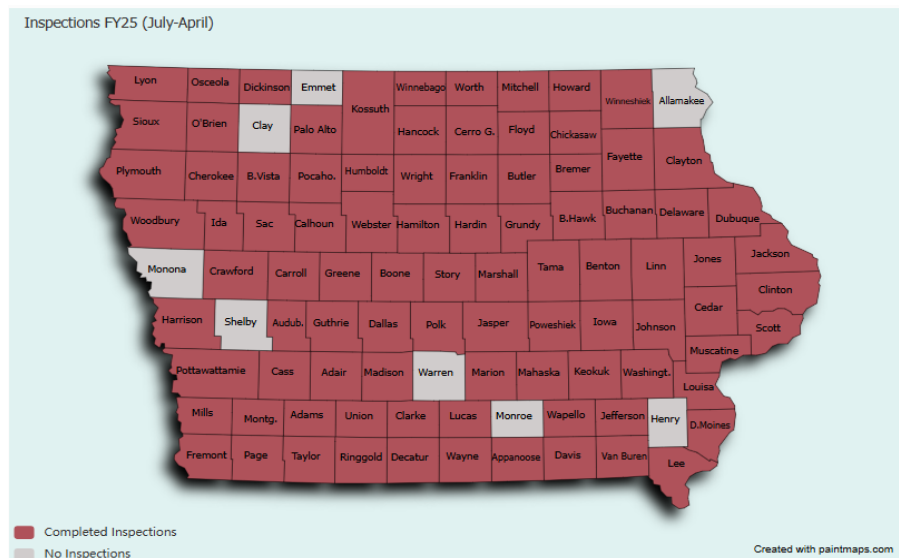 Inspections FY25 (July-April)
Lyon Osceola Dickinson Emmet Kossuth Winnebago Worth Mitchell Howard Winneshiek Allamakee
Sioux O'Brien Clay Palo Alto Hancock Cerro G. Floyd Chickasaw
Plymouth Cherokee B.Vista Pocaho. Humboldt Wright Franklin Butler Bremer Fayette Clayton
Woodbury Ida Sac Calhoun Webster Hamilton Hardin Grundy B.Hawk Buchanan Delaware Dubuque
Monona Crawford Carroll Greene Boone Story Marshall Tama Benton Linn Jones Jackson
Clinton
Harrison Shelby Audub. Guthrie Dallas Polk Jasper Poweshiek Iowa Johnson Cedar Scott
Muscatine
Pottawattamie Cass Adair Madison Warren Marion Mahaska Keokuk Washingt. Louisa
Mills Montg. Adams Union Clarke Lucas Monroe Wapello Jefferson Henry D.Moines
Fremont Page Taylor Ringgold Decatur Wayne Appanoose Davis Van Buren Lee
Completed Inspections
No Inspections
Created with paintmaps.com